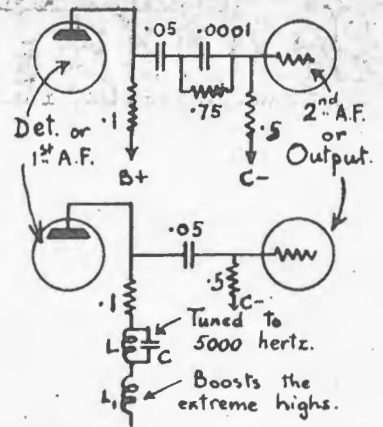 .05 .0001
.75
.1
.5
Det. or
1st A.F.
2nd A.F.
or
Output.
B+
C-
.05
.1
.5
C-
Tuned to
5000 hertz.
L
C
L1
Boosts the
extreme highs.